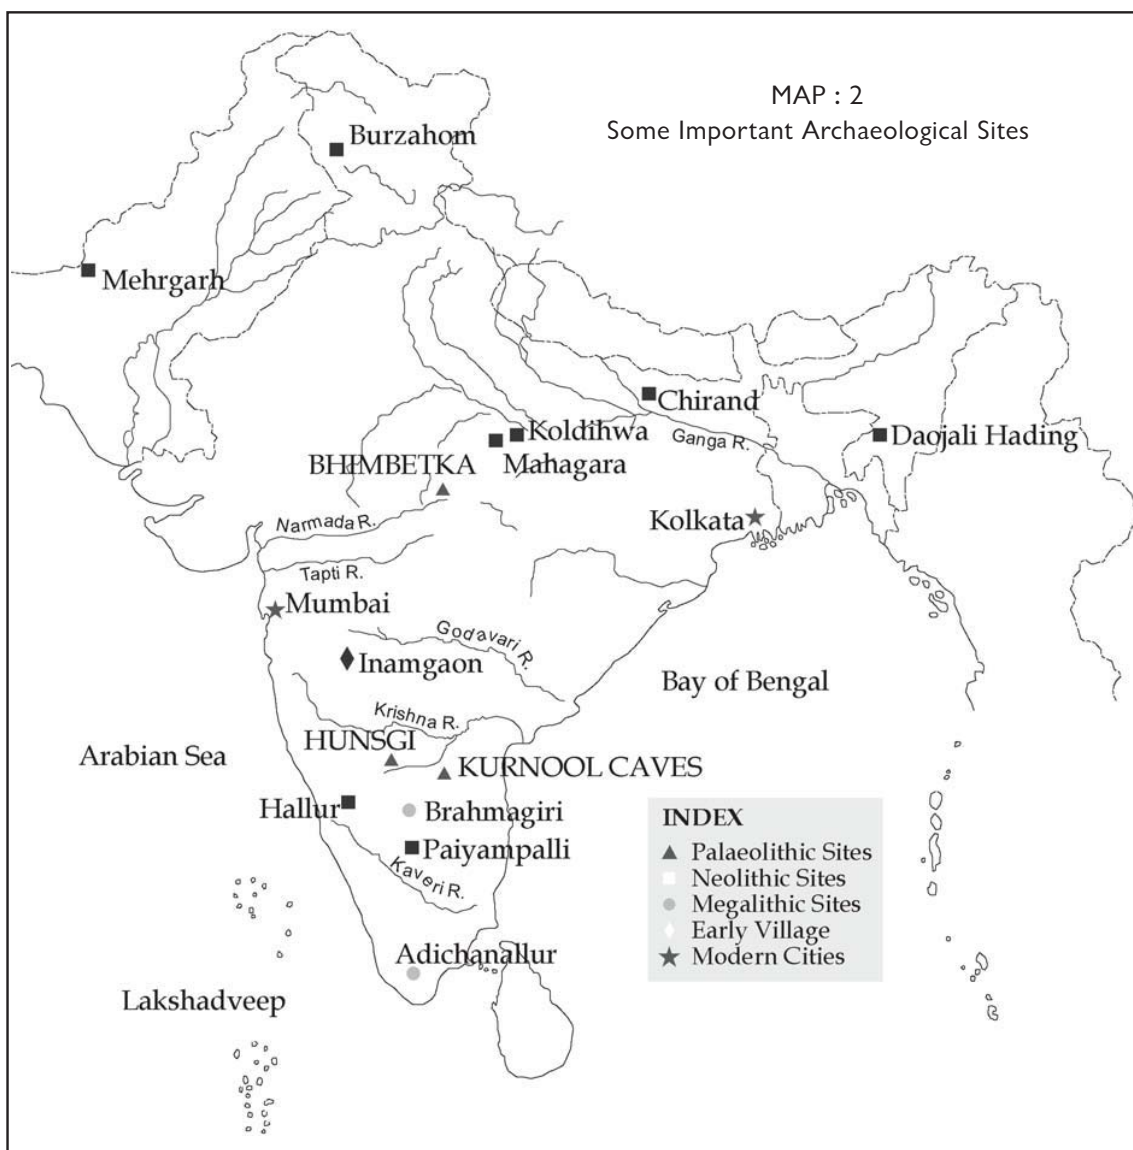 MAP : 2
Some Important Archaeological Sites
Burzahom
Mehrgarh
Chirand
Koldihwa
Ganga R.
Daojali Hading
Mahagara
BHIMBETKA
Kolkata
Narmada R.
Tapti R.
Mumbai
Godavari R.
Inamgaon
Bay of Bengal
Krishna R.
HUNSGI
Arabian Sea
KURNOOL CAVES
Hallur
Brahmagiri
Paiyampalli
Kaveri R.
Adichanallur
Lakshadveep
INDEX
Palaeolithic Sites
Neolithic Sites
Megalithic Sites
Early Village
Modern Cities